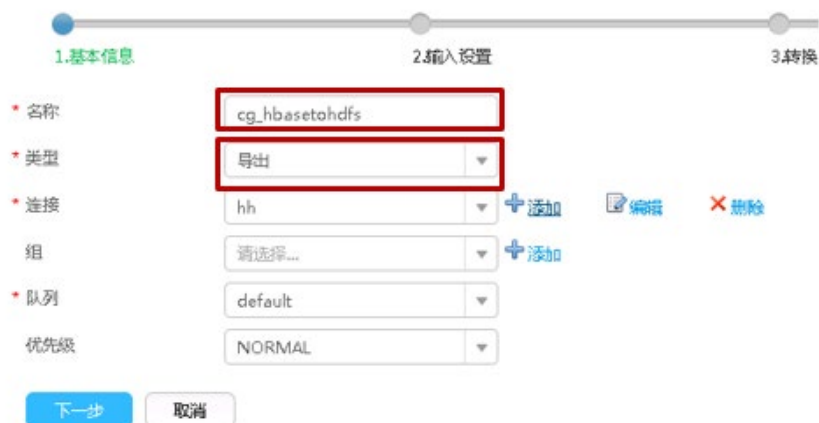 1.基本信息 2.输入设置 3.转换
* 名称 cg_hbasetohdfs
* 类型 导出
* 连接 hh 添加 编辑 删除
组 请选择... 添加
* 队列 default
优先级 NORMAL
下一步 取消